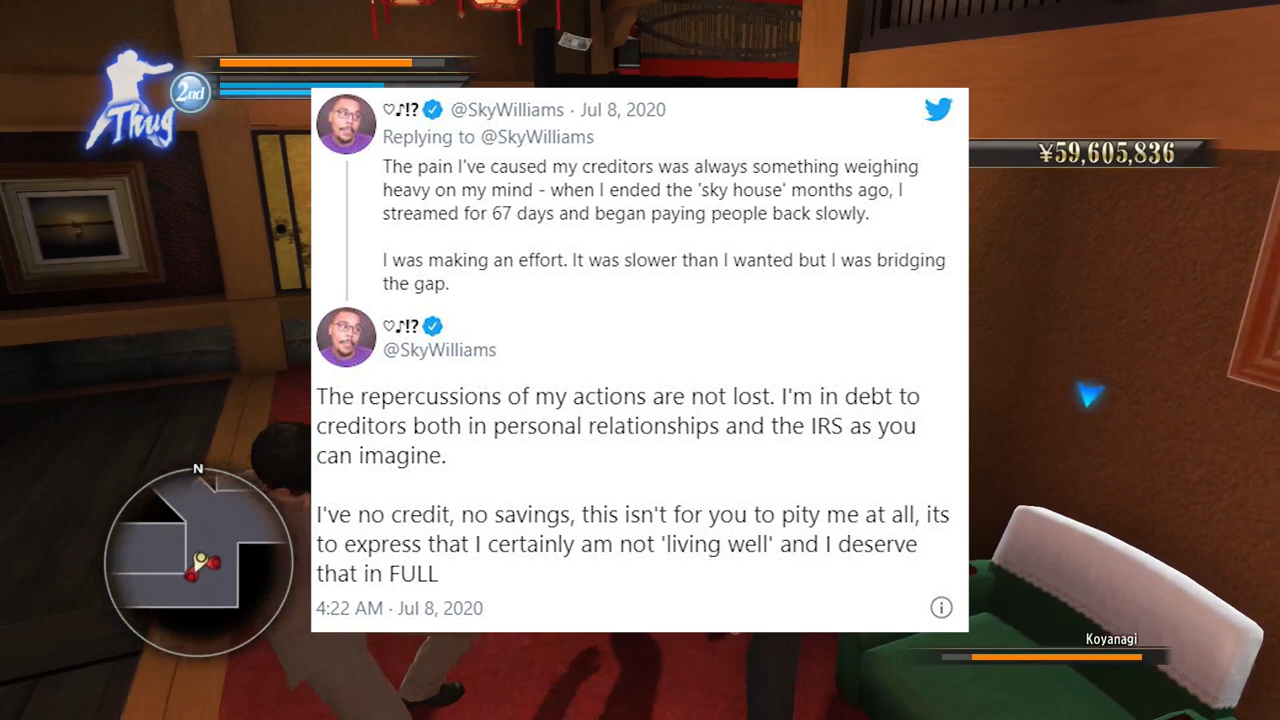 2nd
Thug
¥59,605,836
♡♪!? @SkyWilliams · Jul 8, 2020
Replying to @SkyWilliams
The pain I've caused my creditors was always something weighing
heavy on my mind - when I ended the 'sky house' months ago, I
streamed for 67 days and began paying people back slowly.
I was making an effort. It was slower than I wanted but I was bridging
the gap.
♡♪!?
@SkyWilliams
The repercussions of my actions are not lost. I'm in debt to
creditors both in personal relationships and the IRS as you
can imagine.
I've no credit, no savings, this isn't for you to pity me at all, its
to express that I certainly am not 'living well' and I deserve
that in FULL
4:22 AM · Jul 8, 2020
N
Koyanagi